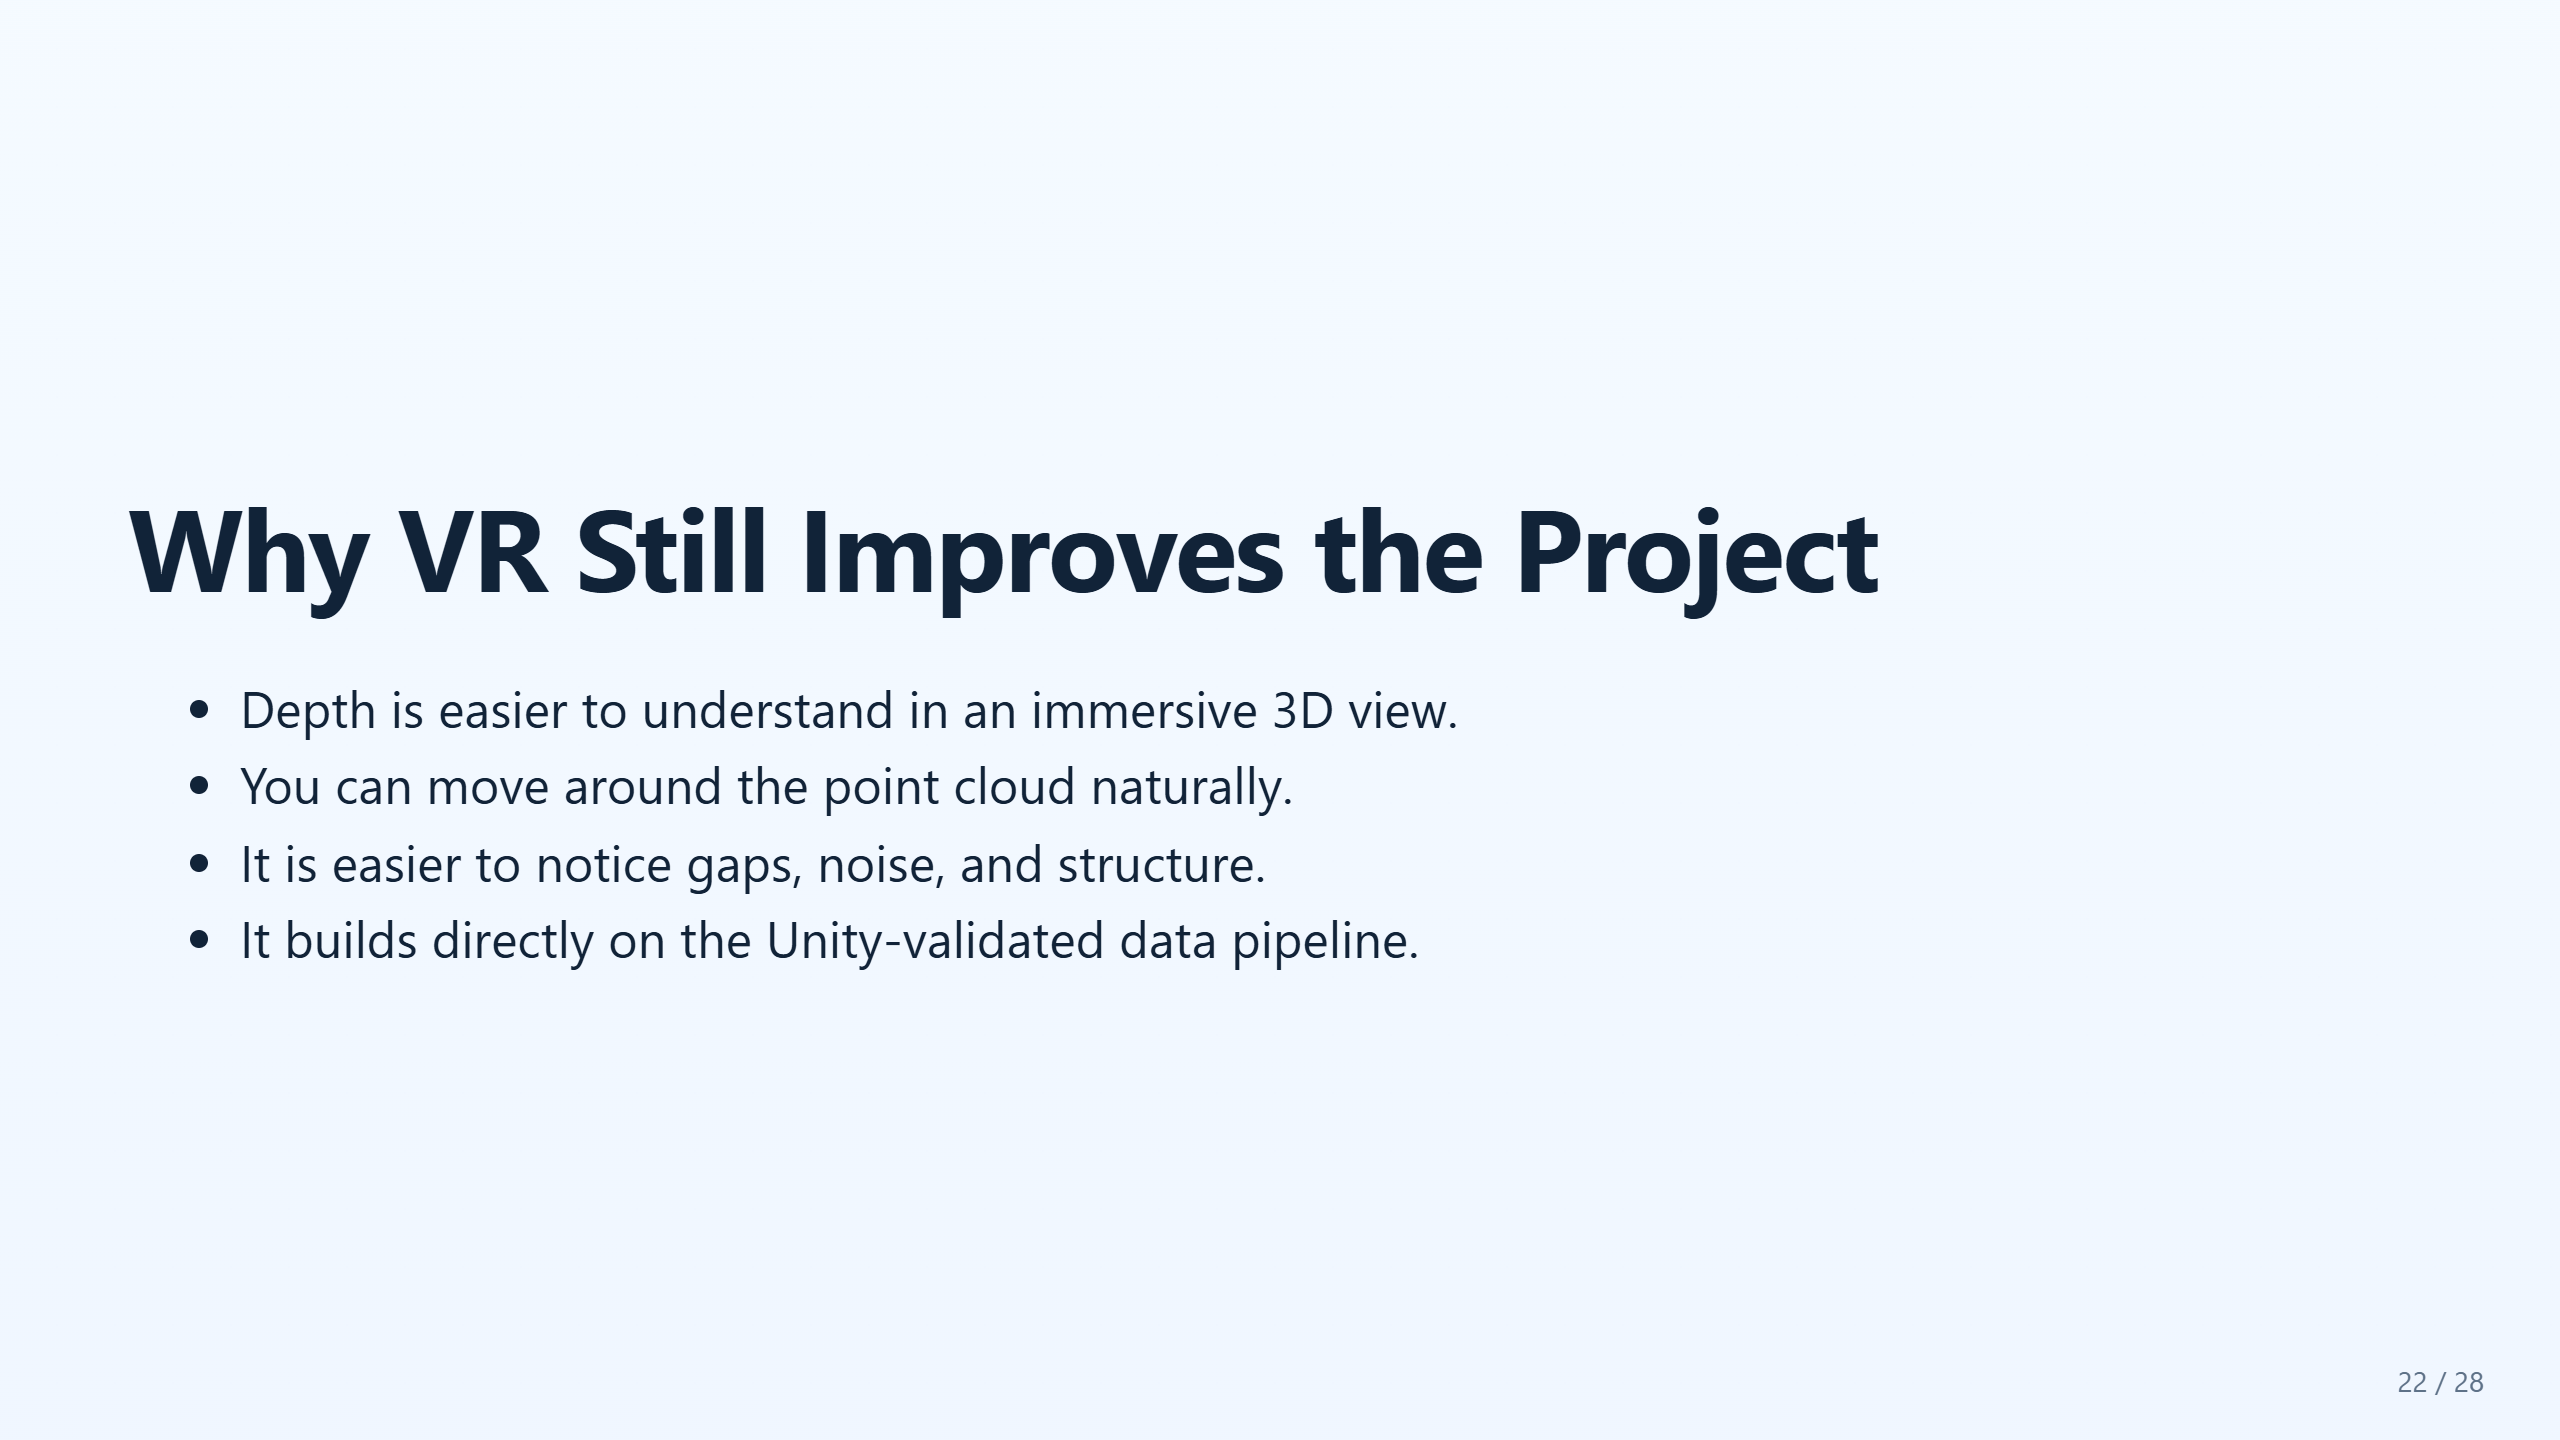 Why VR Still Improves the Project
• Depth is easier to understand in an immersive 3D view.
• You can move around the point cloud naturally.
• It is easier to notice gaps, noise, and structure.
• It builds directly on the Unity-validated data pipeline.
22 / 28